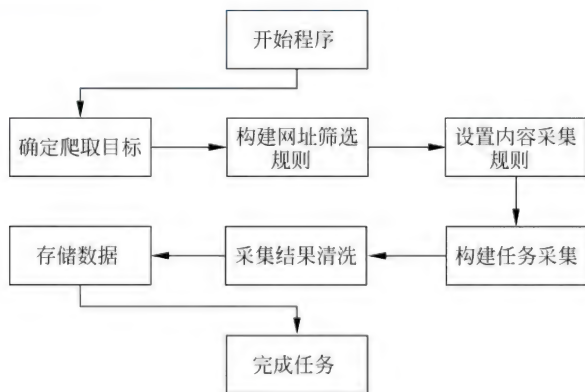 开始程序
确定爬取目标
构建网址筛选
规则
设置内容采集
规则
构建任务采集
采集结果清洗
存储数据
完成任务